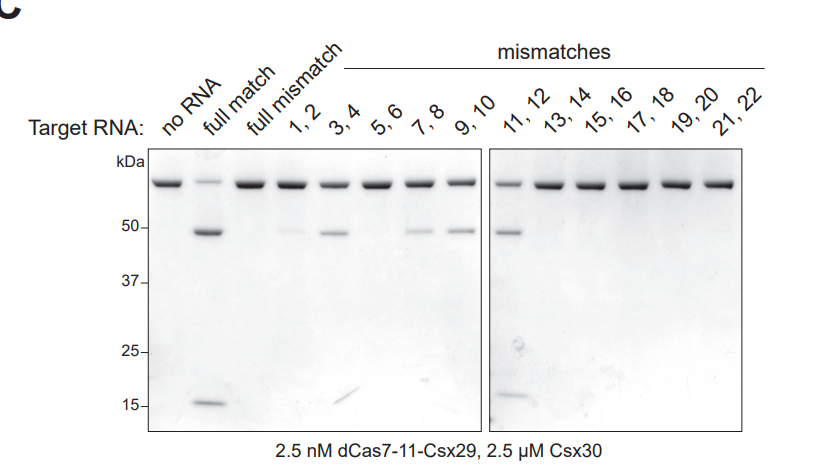 C
mismatches
Target RNA: no RNA full match full mismatch 1, 2 3, 4 5, 6 7, 8 9, 10 11, 12 13, 14 15, 16 17, 18 19, 20 21, 22
kDa
50
37
25
15
2.5 nM dCas7-11-Csx29, 2.5 µM Csx30